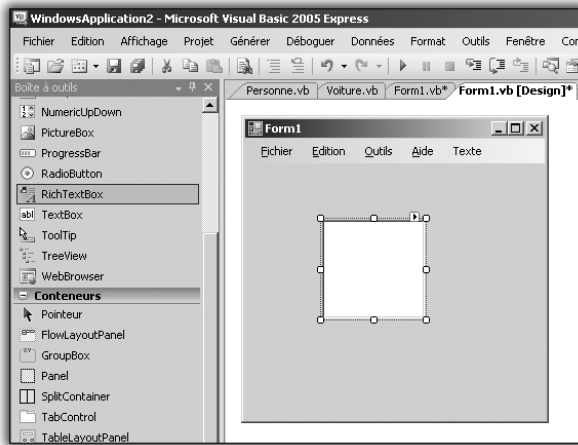 WindowsApplication2 - Microsoft Visual Basic 2005 Express
Fichier Edition Affichage Projet Générer Déboguer Données Format Outils Fenêtre
Boîte à outils
Personne.vb Voiture.vb Form1.vb* Form1.vb [Design]*
NumericUpDown
PictureBox
ProgressBar
RadioButton
RichTextBox
abl TextBox
ToolTip
TreeView
WebBrowser
Conteneurs
Pointeur
FlowLayoutPanel
GroupBox
Panel
SplitContainer
TabControl
TableLayoutPanel
Form1
Fichier Edition Outils Aide Texte